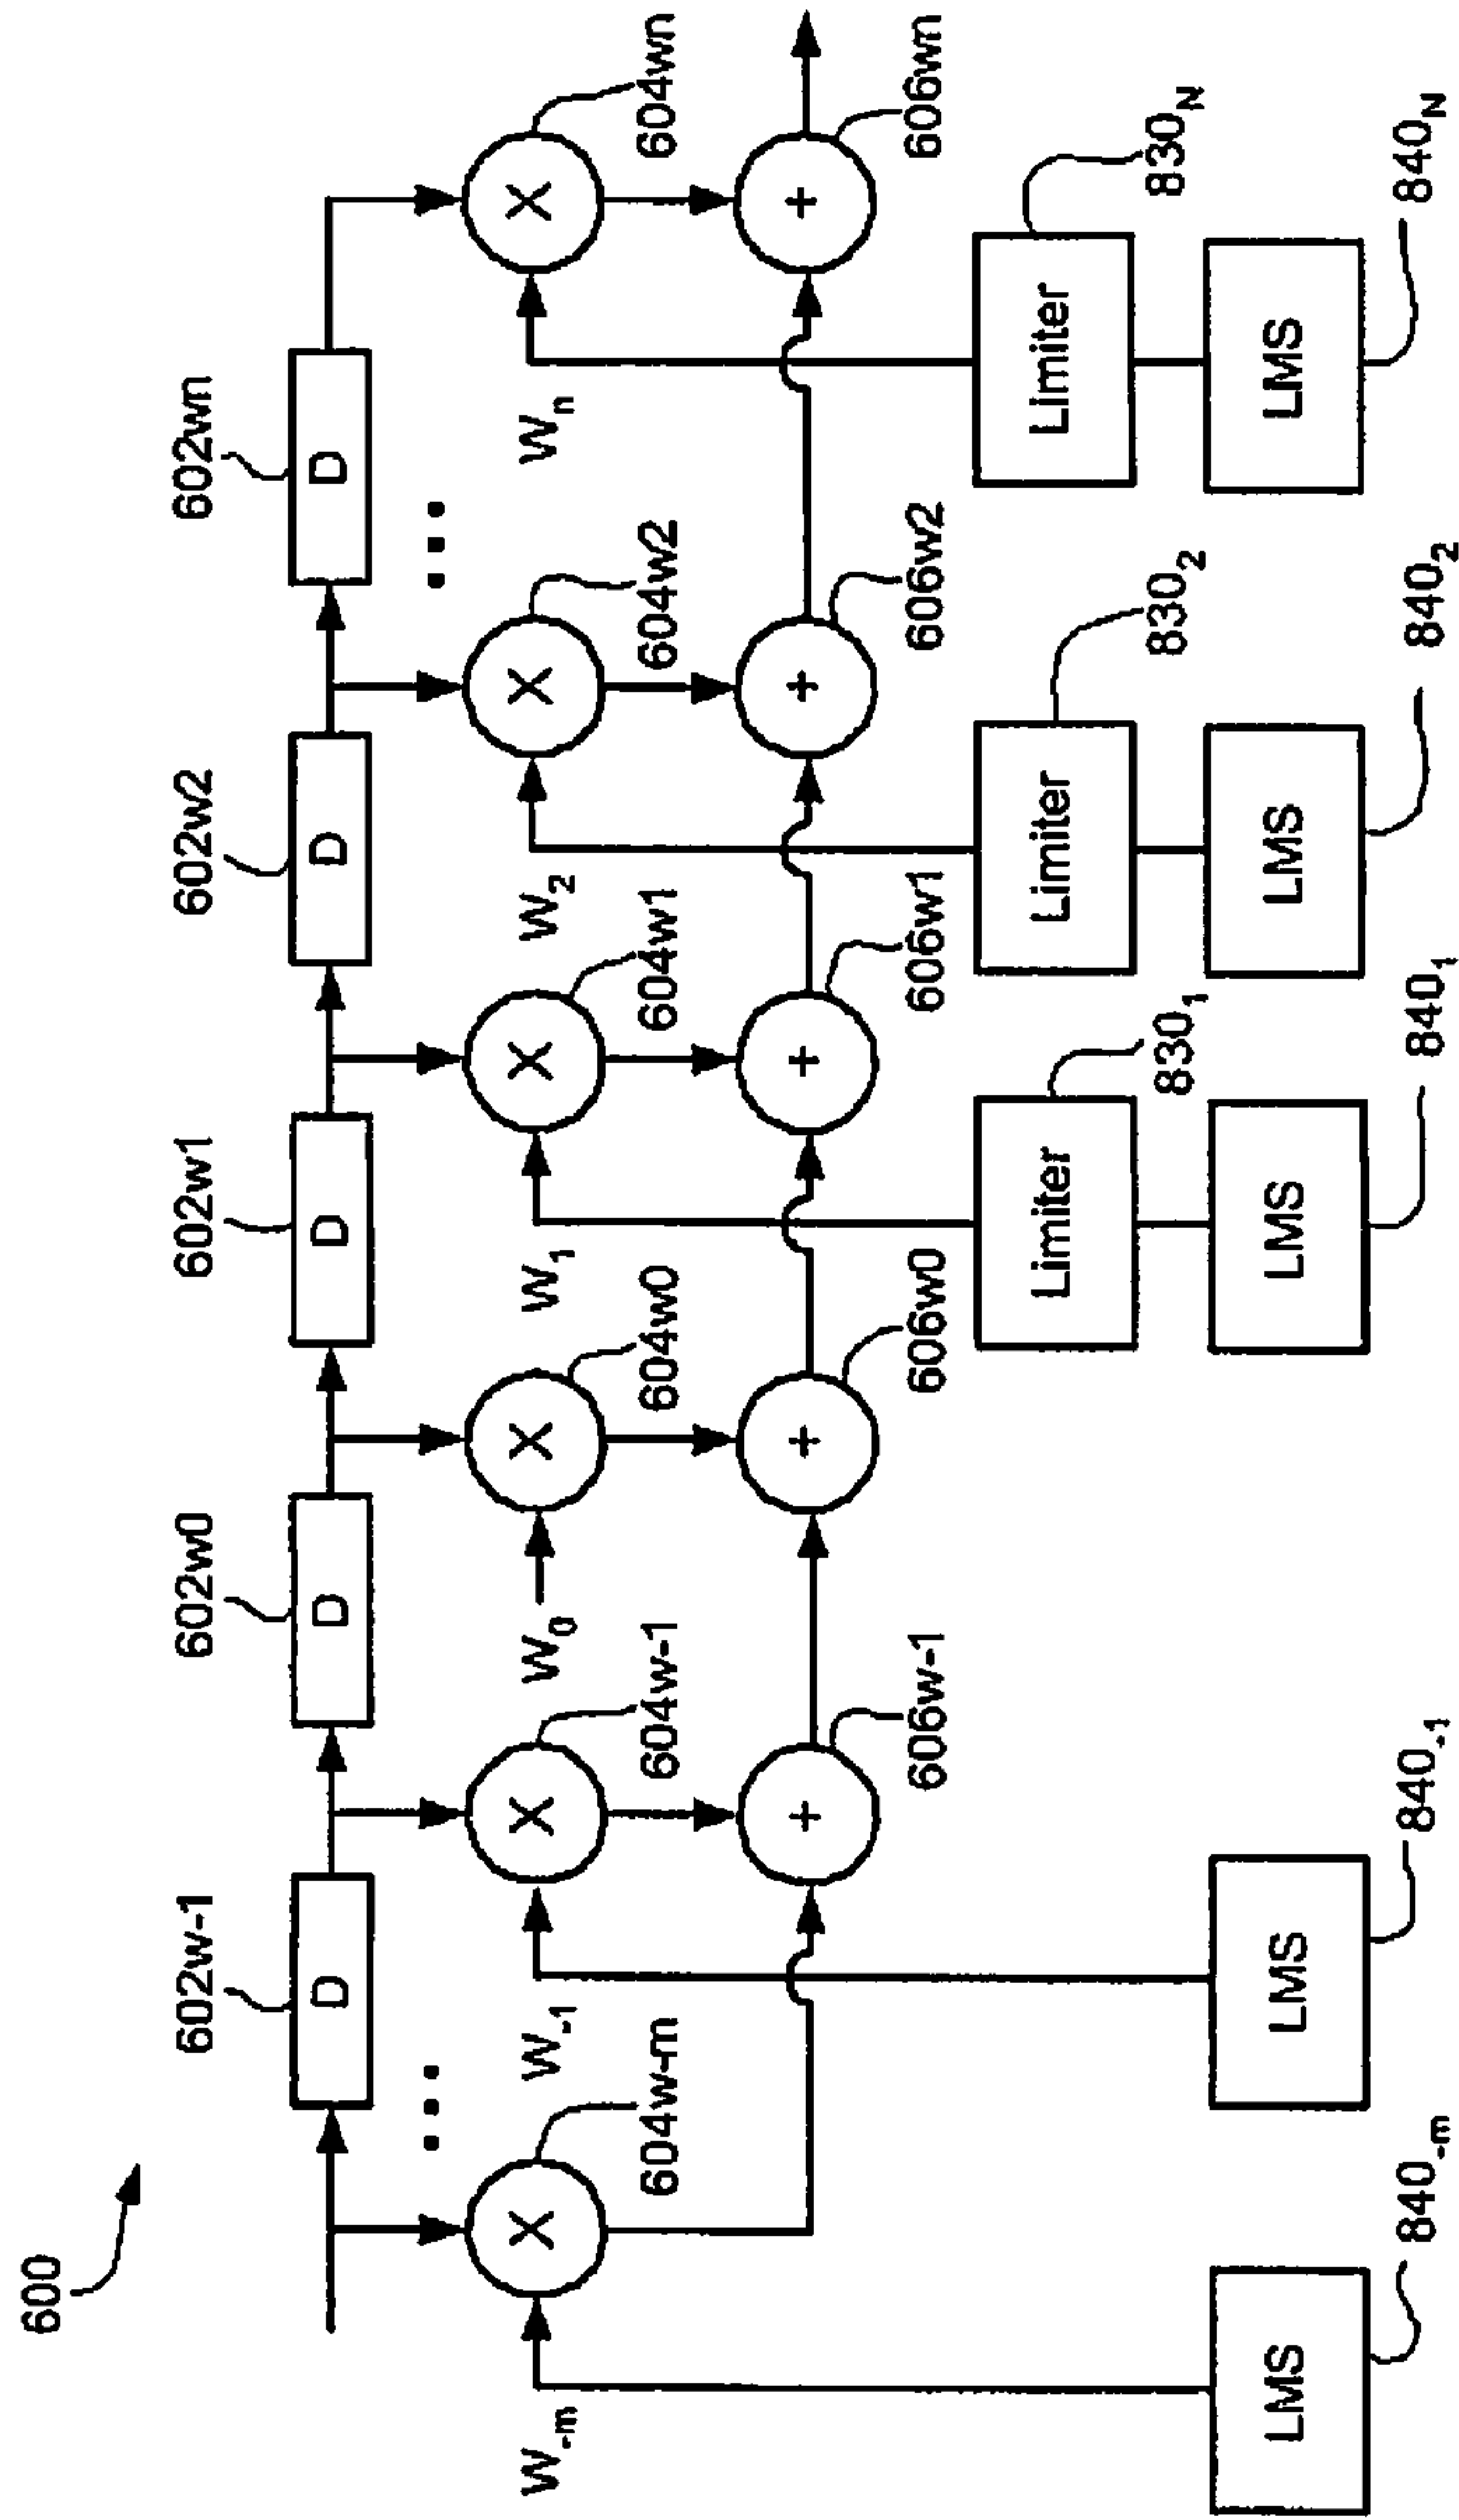 600
602w-1
602w0
602w1
602w2
602wn
D
D
D
D
D
604w-m
604w-1
604w0
604w1
604w2
604wn
X
X
X
X
X
X
W-m
W-1
W0
W1
W2
Wn
606w-1
606w0
606w1
606w2
606wn
+
+
+
+
+
Limiter
Limiter
Limiter
830₁
830₂
830N
LMS
LMS
LMS
LMS
LMS
840-m
840-1
840₁
840₂
840N